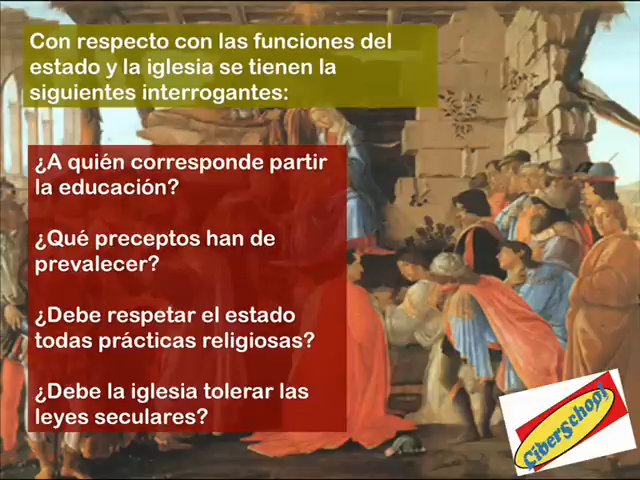 Con respecto con las funciones del
estado y la iglesia se tienen la
siguientes interrogantes:
¿A quién corresponde partir
la educación?
¿Qué preceptos han de
prevalecer?
¿Debe respetar el estado
todas prácticas religiosas?
¿Debe la iglesia tolerar las
leyes seculares?
CiberSchool